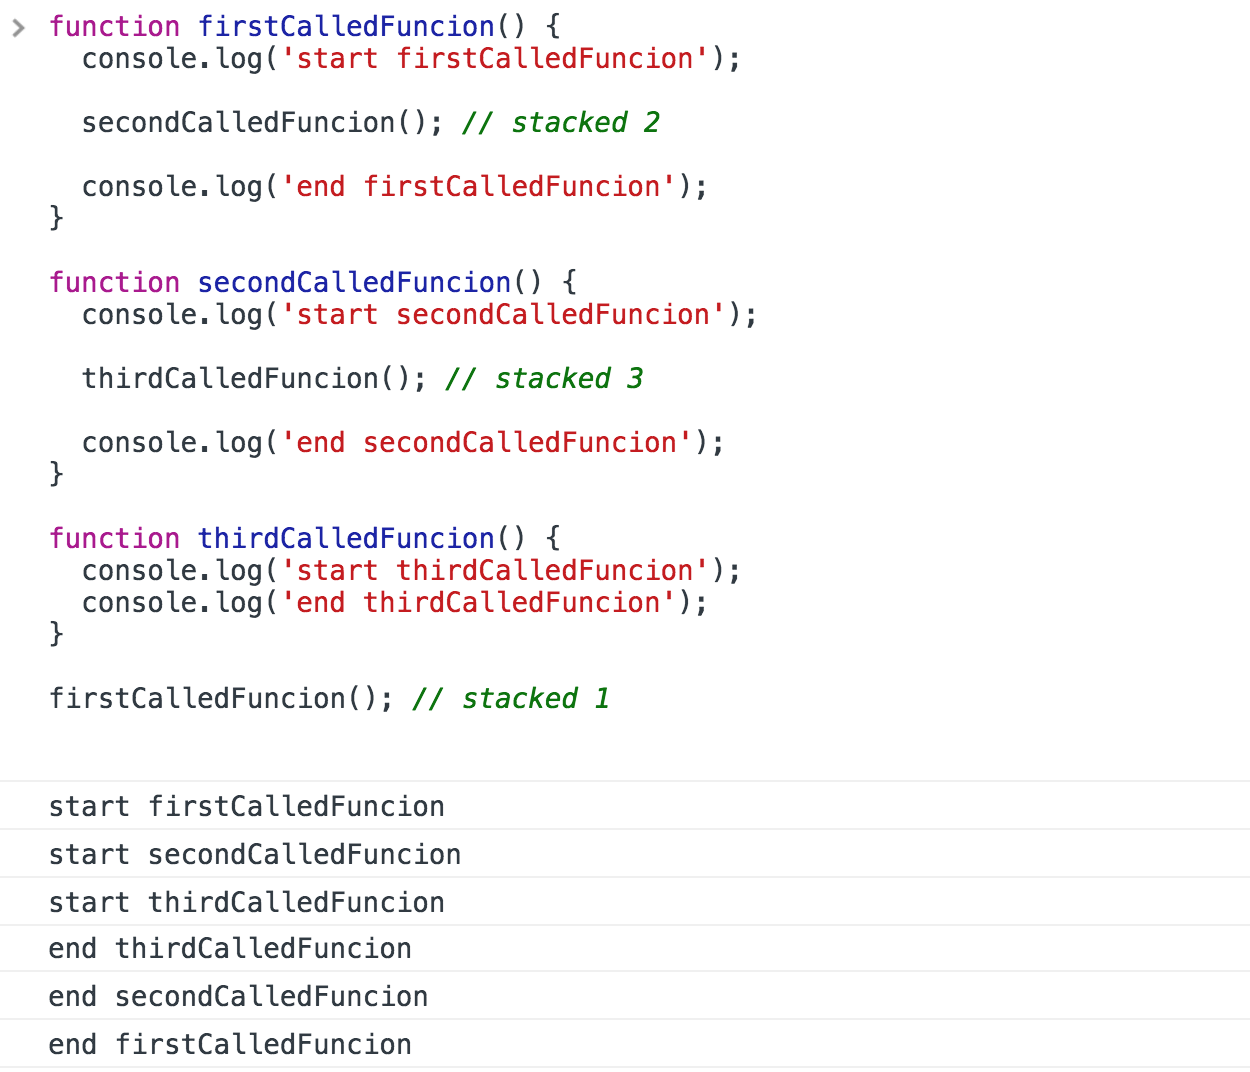 function firstCalledFuncion() {
  console.log('start firstCalledFuncion');
  secondCalledFuncion(); // stacked 2
  console.log('end firstCalledFuncion');
}
function secondCalledFuncion() {
  console.log('start secondCalledFuncion');
  thirdCalledFuncion(); // stacked 3
  console.log('end secondCalledFuncion');
}
function thirdCalledFuncion() {
  console.log('start thirdCalledFuncion');
  console.log('end thirdCalledFuncion');
}
firstCalledFuncion(); // stacked 1
start firstCalledFuncion
start secondCalledFuncion
start thirdCalledFuncion
end thirdCalledFuncion
end secondCalledFuncion
end firstCalledFuncion